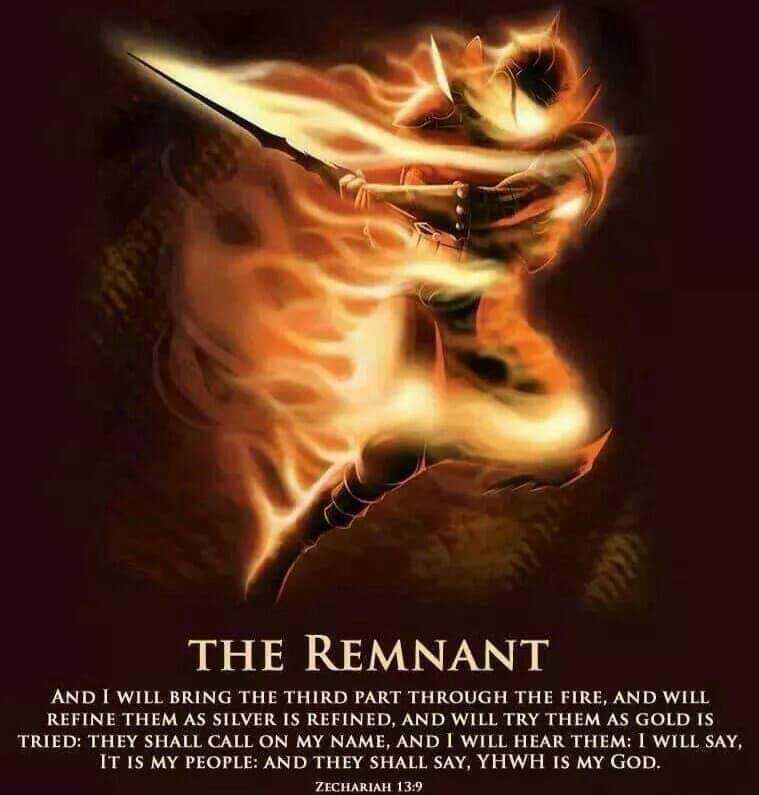 THE REMNANT
AND I WILL BRING THE THIRD PART THROUGH THE FIRE, AND WILL
REFINE THEM AS SILVER IS REFINED, AND WILL TRY THEM AS GOLD IS
TRIED: THEY SHALL CALL ON MY NAME, AND I WILL HEAR THEM: I WILL SAY,
IT IS MY PEOPLE: AND THEY SHALL SAY, YHWH IS MY GOD.
ZECHARIAH 13:9